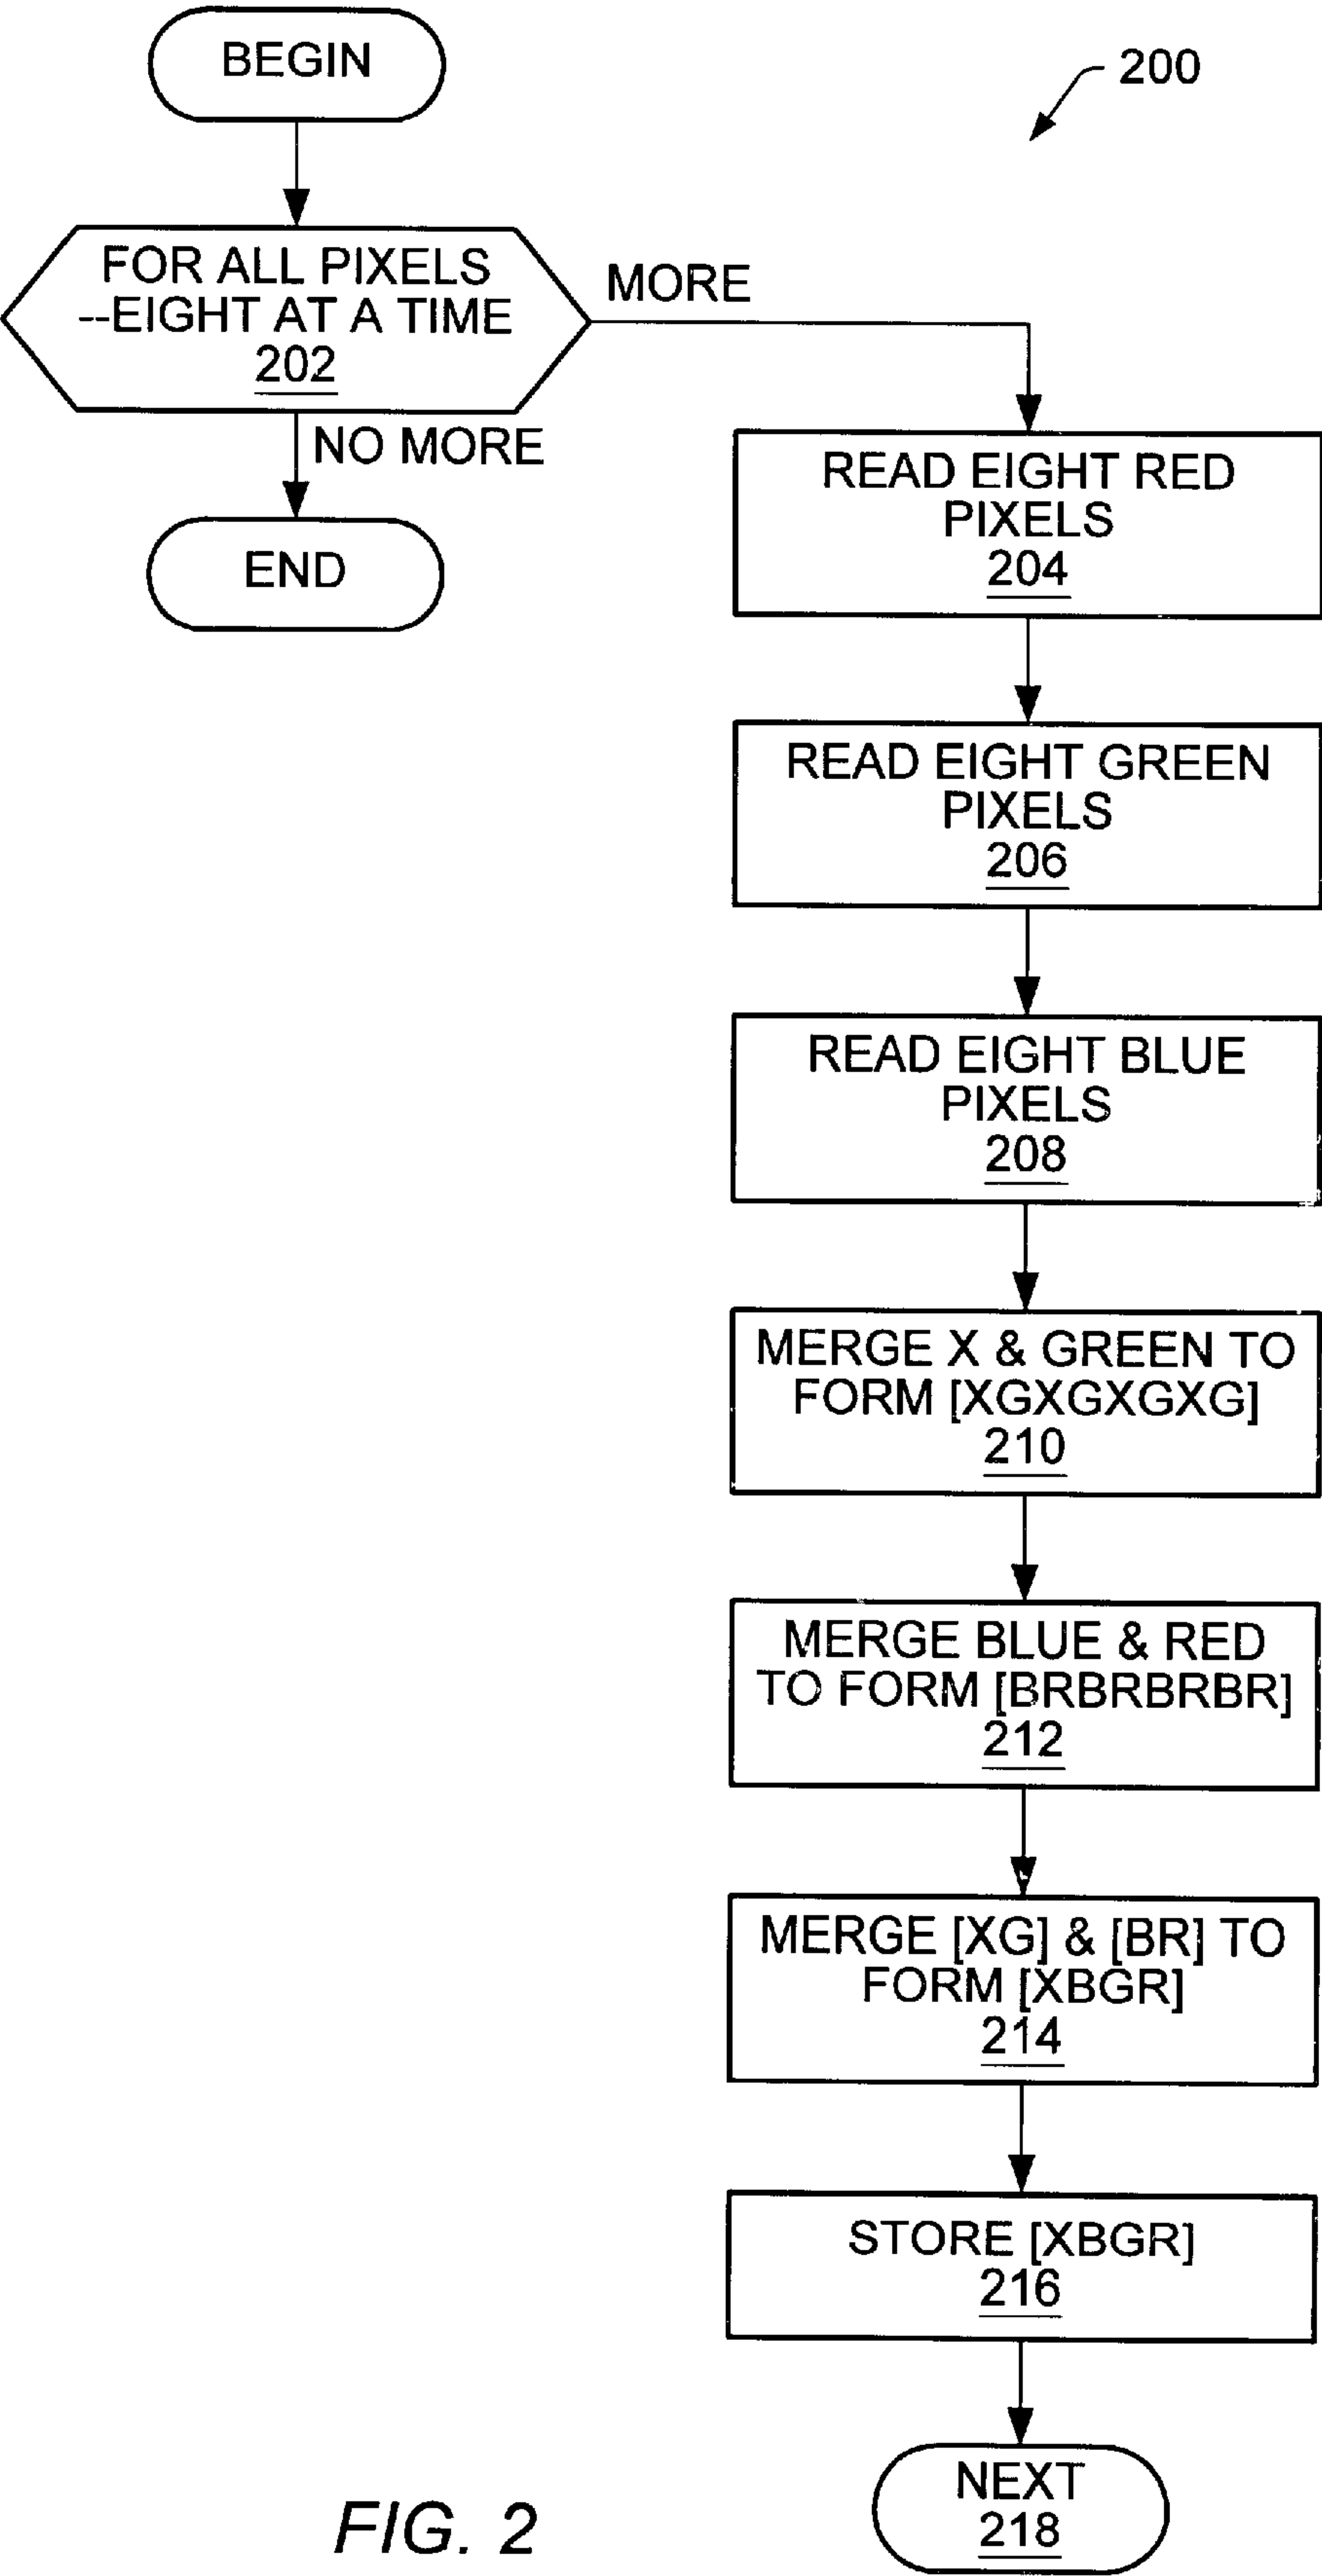 BEGIN
200
FOR ALL PIXELS
--EIGHT AT A TIME
202
MORE
NO MORE
END
READ EIGHT RED
PIXELS
204
READ EIGHT GREEN
PIXELS
206
READ EIGHT BLUE
PIXELS
208
MERGE X & GREEN TO
FORM [XGXGXGXG]
210
MERGE BLUE & RED
TO FORM [BRBRBRBR]
212
MERGE [XG] & [BR] TO
FORM [XBGR]
214
STORE [XBGR]
216
NEXT
218
FIG. 2